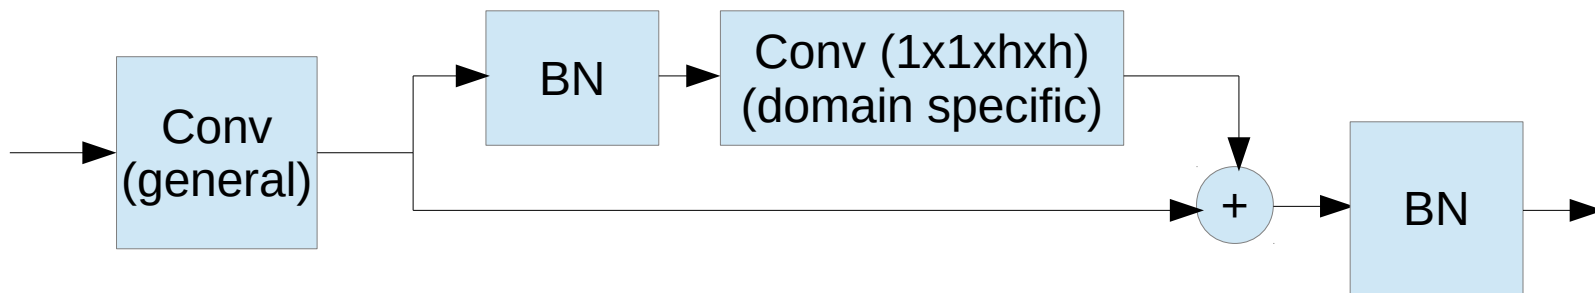 Conv
(general)
BN
Conv (1x1xhxh)
(domain specific)
+
BN